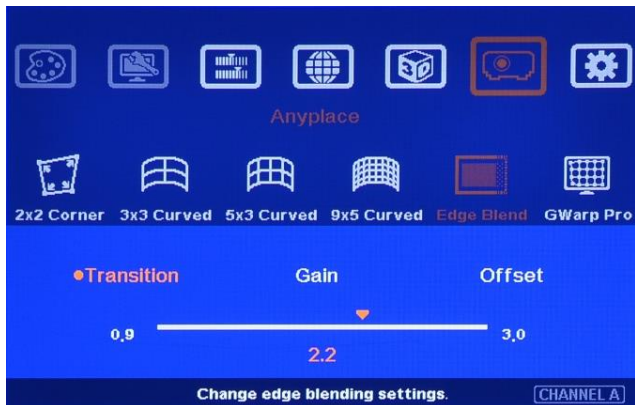 3D
Anyplace
2x2 Corner 3x3 Curved 5x3 Curved 9x5 Curved Edge Blend GWarp Pro
Transition Gain Offset
0.9 3.0
2.2
Change edge blending settings. CHANNEL A